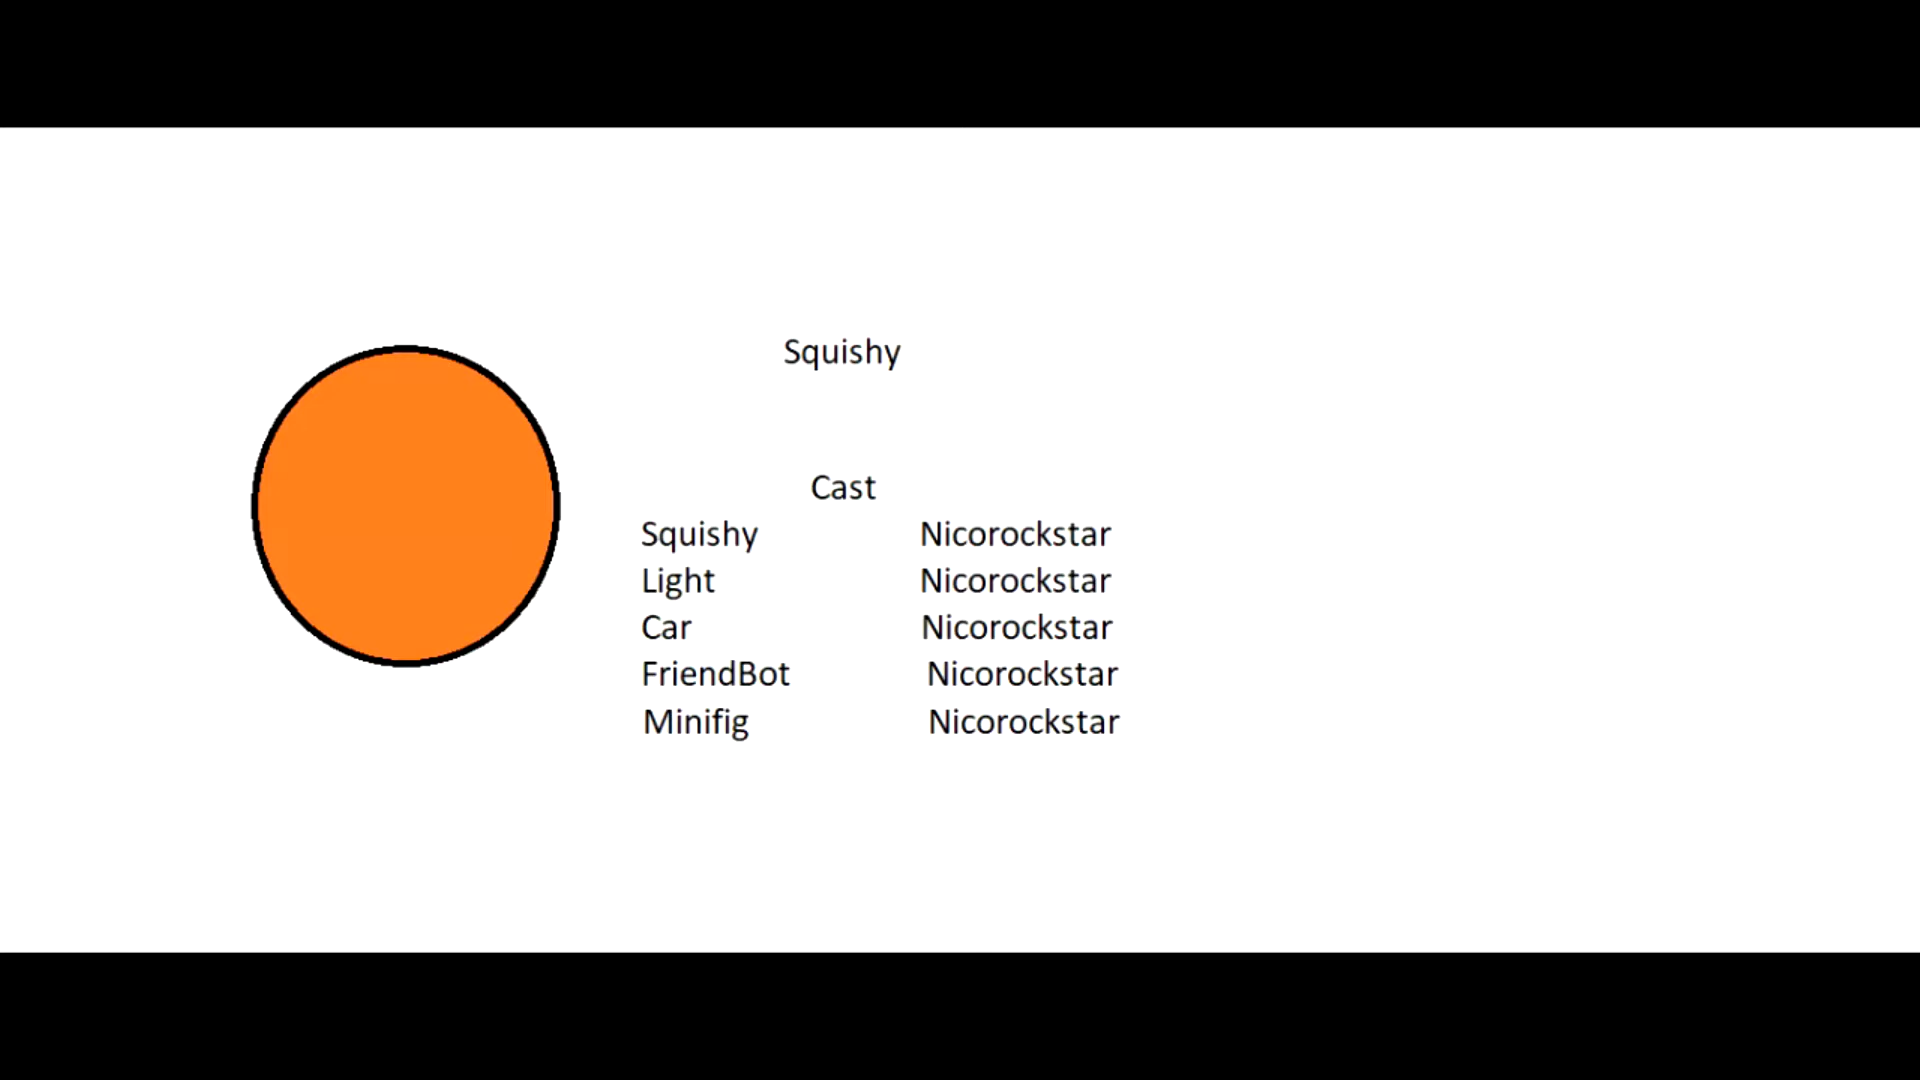 Squishy
Cast
Squishy Nicorockstar
Light Nicorockstar
Car Nicorockstar
FriendBot Nicorockstar
Minifig Nicorockstar